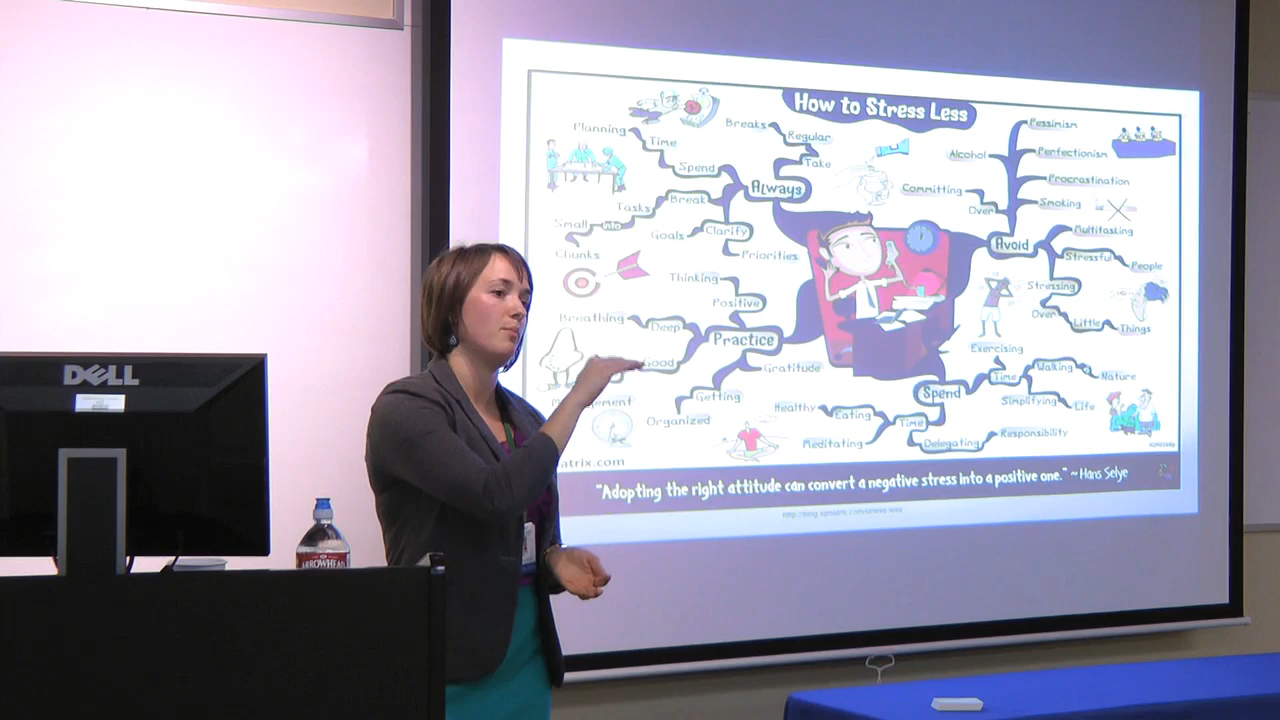 How to Stress Less
Breaks
Regular
Take
Planning
Time
Spend
Always
Break
Tasks
Small into
Chunks
Goals
Clarify
Priorities
Pessimism
Alcohol
Perfectionism
Procrastination
Committing
Over
Smoking
Avoid
Multitasking
Stressful
People
Stressing
Over
Little
Things
Thinking
Positive
Breathing
Deep
Practice
Good
Gratitude
Getting
Organized
Exercising
Time
Walking
Nature
Spend
Simplifying
Life
Healthy
Eating
Time
Meditating
Delegating
Responsibility
"Adopting the right attitude can convert a negative stress into a positive one." ~Hans Selye
DELL
ARROWHEAD